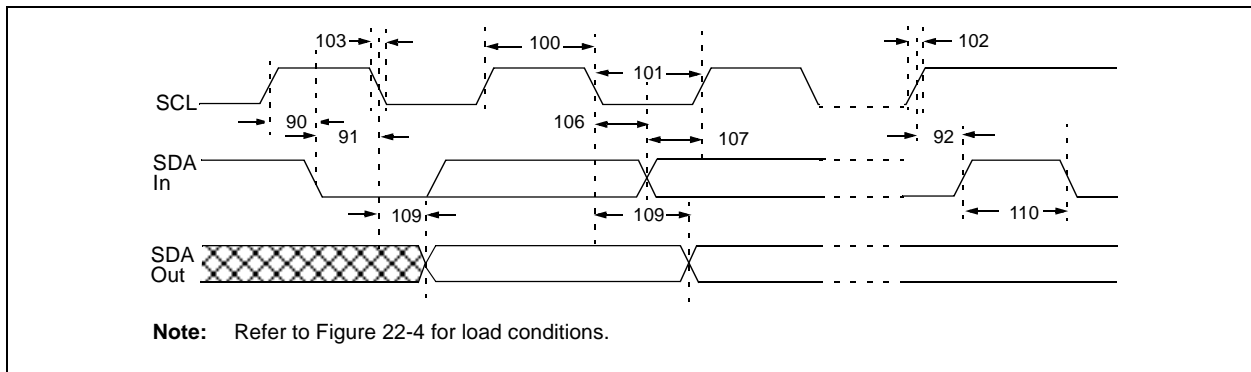 103
100
102
101
SCL
90
91
106
107
92
SDA
In
109
109
110
SDA
Out
Note: Refer to Figure 22-4 for load conditions.